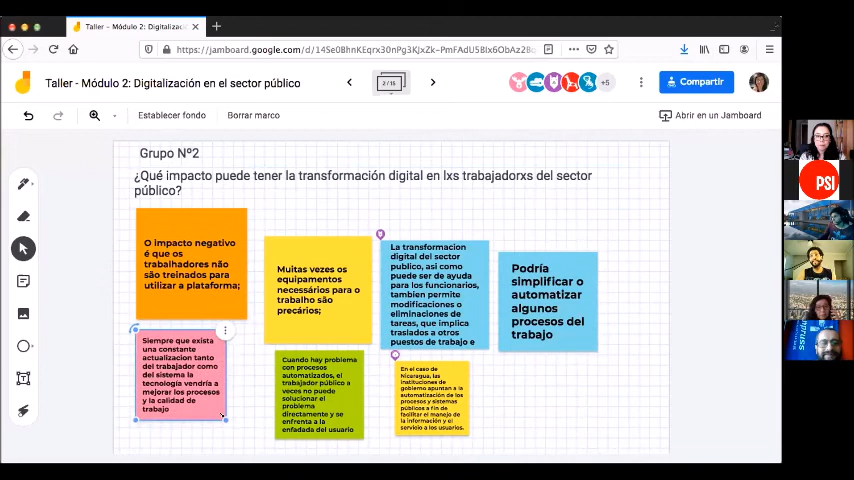 Taller - Módulo 2: Digitalizació
https://jamboard.google.com/d/14Se0BhnKEqrx30nPg3KjxZk-PmFAdU5Blx6ObAz2Bo
Taller - Módulo 2: Digitalización en el sector público
2 / 15
+5
Compartir
Establecer fondo
Borrar marco
Abrir en un Jamboard
Grupo Nº2
¿Qué impacto puede tener la transformación digital en lxs trabajadorxs del sector
público?
O impacto negativo
é que os
trabalhadores não
são treinados para
utilizar a plataforma;
Muitas vezes os
equipamentos
necessários para o
trabalho são
precários;
La transformacion
digital del sector
publico, asi como
puede ser de ayuda
para los funcionarios,
tambien permite
modificaciones o
eliminaciones de
tareas, que implica
traslados a otros
puestos de trabajo e
Podría
simplificar o
automatizar
algunos
procesos del
trabajo
Siempre que exista
una constante
actualizacion tanto
del trabajador como
del sistema la
tecnología vendría a
mejorar los procesos
y la calidad de
trabajo
Cuando hay problema
con procesos
automatizados, el
trabajador público a
veces no puede
solucionar el
problema
directamente y se
enfrenta a la
enfadada del usuario
En el caso de
Nicaragua, las
instituciones de
gobierno apuntan a la
automatización de los
procesos y sistemas
públicos a fin de
facilitar el manejo de
la información y el
servicio a los usuarios.
PSI